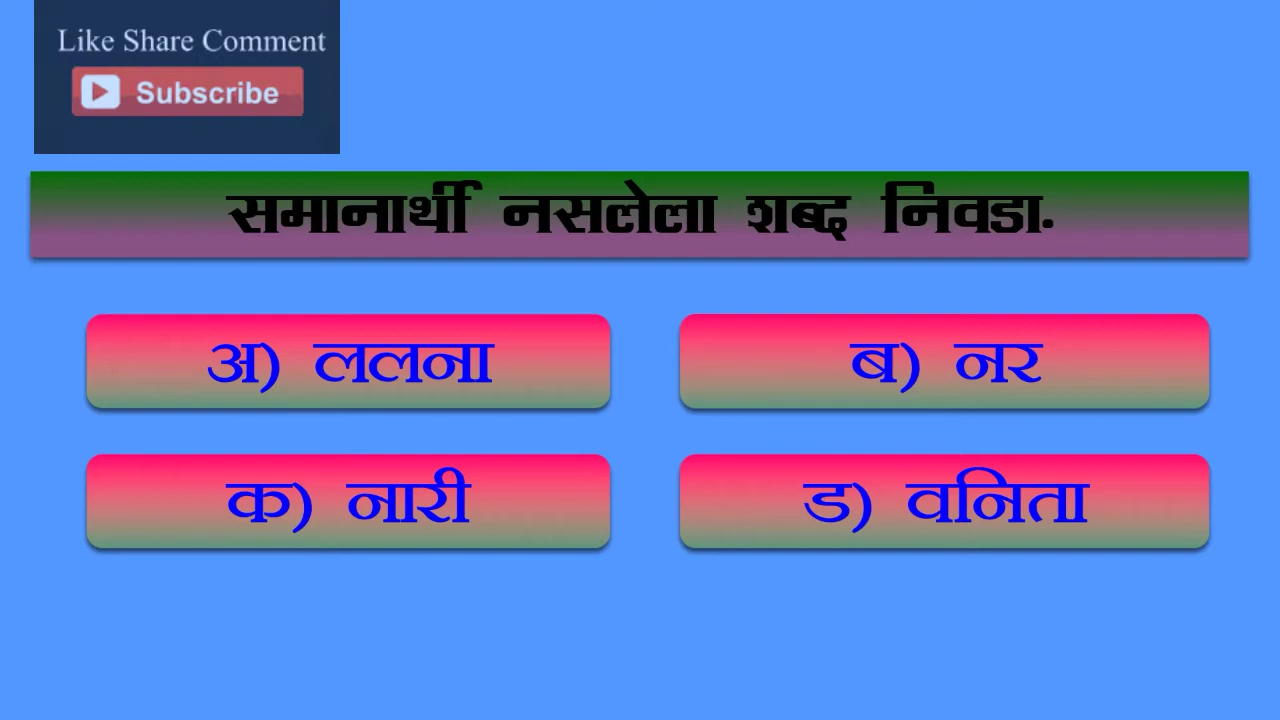 Like Share Comment
Subscribe
समानार्थी नसलेला शब्द निवडा.
अ) ललना
ब) नर
क) नारी
ड) वनिता